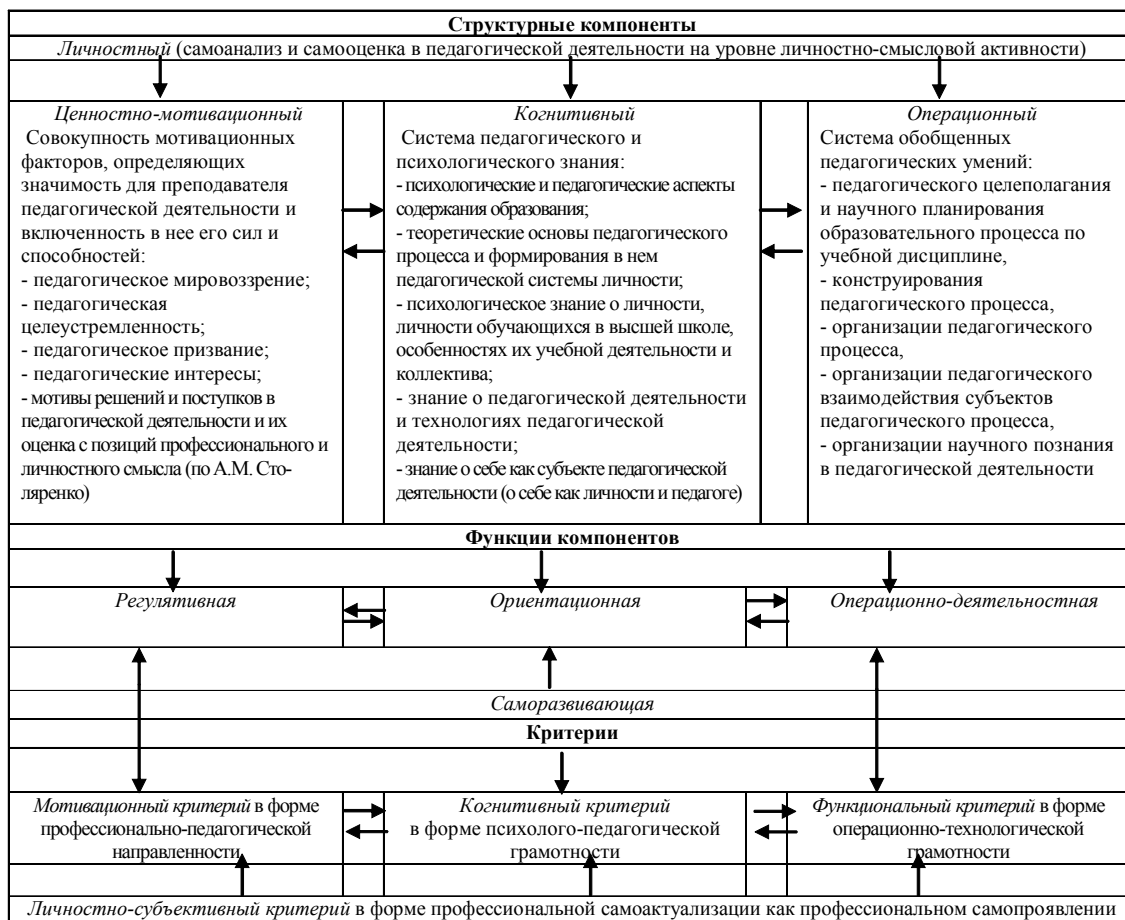 Структурные компоненты
Личностный (самоанализ и самооценка в педагогической деятельности на уровне личностно-смысловой активности)
Ценностно-мотивационный
Совокупность мотивационных
факторов, определяющих
значимость для преподавателя
педагогической деятельности и
включенность в нее его сил и
способностей:
- педагогическое мировоззрение;
- педагогическая
целеустремленность;
- педагогическое призвание;
- педагогические интересы;
- мотивы решений и поступков в
педагогической деятельности и их
оценка с позиций профессионального и
личностного смысла (по А.М. Сто-
ляренко)
Когнитивный
Система педагогического и
психологического знания:
- психологические и педагогические аспекты
содержания образования;
- теоретические основы педагогического
процесса и формирования в нем
педагогической системы личности;
- психологическое знание о личности,
личности обучающихся в высшей школе,
особенностях их учебной деятельности и
коллектива;
- знание о педагогической деятельности
и технологиях педагогической
деятельности;
- знание о себе как субъекте педагогической
деятельности (о себе как личности и педагоге)
Операционный
Система обобщенных
педагогических умений:
- педагогического целеполагания
и научного планирования
образовательного процесса по
учебной дисциплине,
- конструирования
педагогического процесса,
- организации педагогического
процесса,
- организации педагогического
взаимодействия субъектов
педагогического процесса,
- организации научного познания
в педагогической деятельности
Функции компонентов
Регулятивная
Ориентационная
Операционно-деятельностная
Саморазвивающая
Критерии
Мотивационный критерий в форме
профессионально-педагогической
направленности
Когнитивный критерий
в форме психолого-педагогической
грамотности
Функциональный критерий в форме
операционно-технологической
грамотности
Личностно-субъективный критерий в форме профессиональной самоактуализации как профессиональном самопроявлении